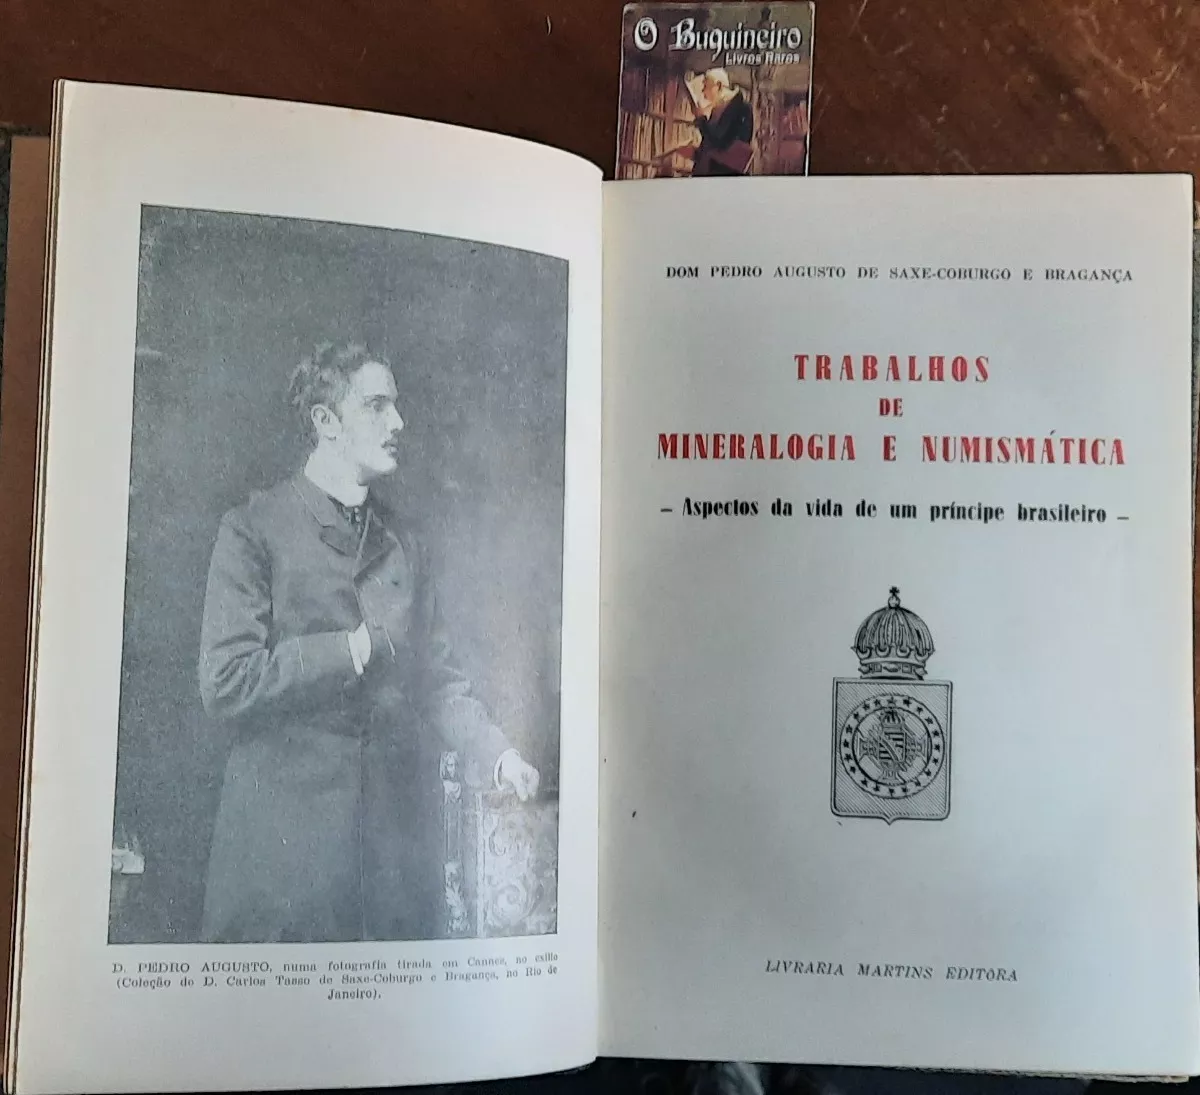 O Buquineiro
Livros Raros
D. PEDRO AUGUSTO, numa fotografia tirada em Cannes, no exílio
(Coleção de D. Carlos Tasso de Saxe-Coburgo e Bragança, no Rio de
Janeiro).
DOM PEDRO AUGUSTO DE SAXE-COBURGO E BRAGANÇA
TRABALHOS
DE
MINERALOGIA E NUMISMÁTICA
– Aspectos da vida de um príncipe brasileiro –
LIVRARIA MARTINS EDITÔRA